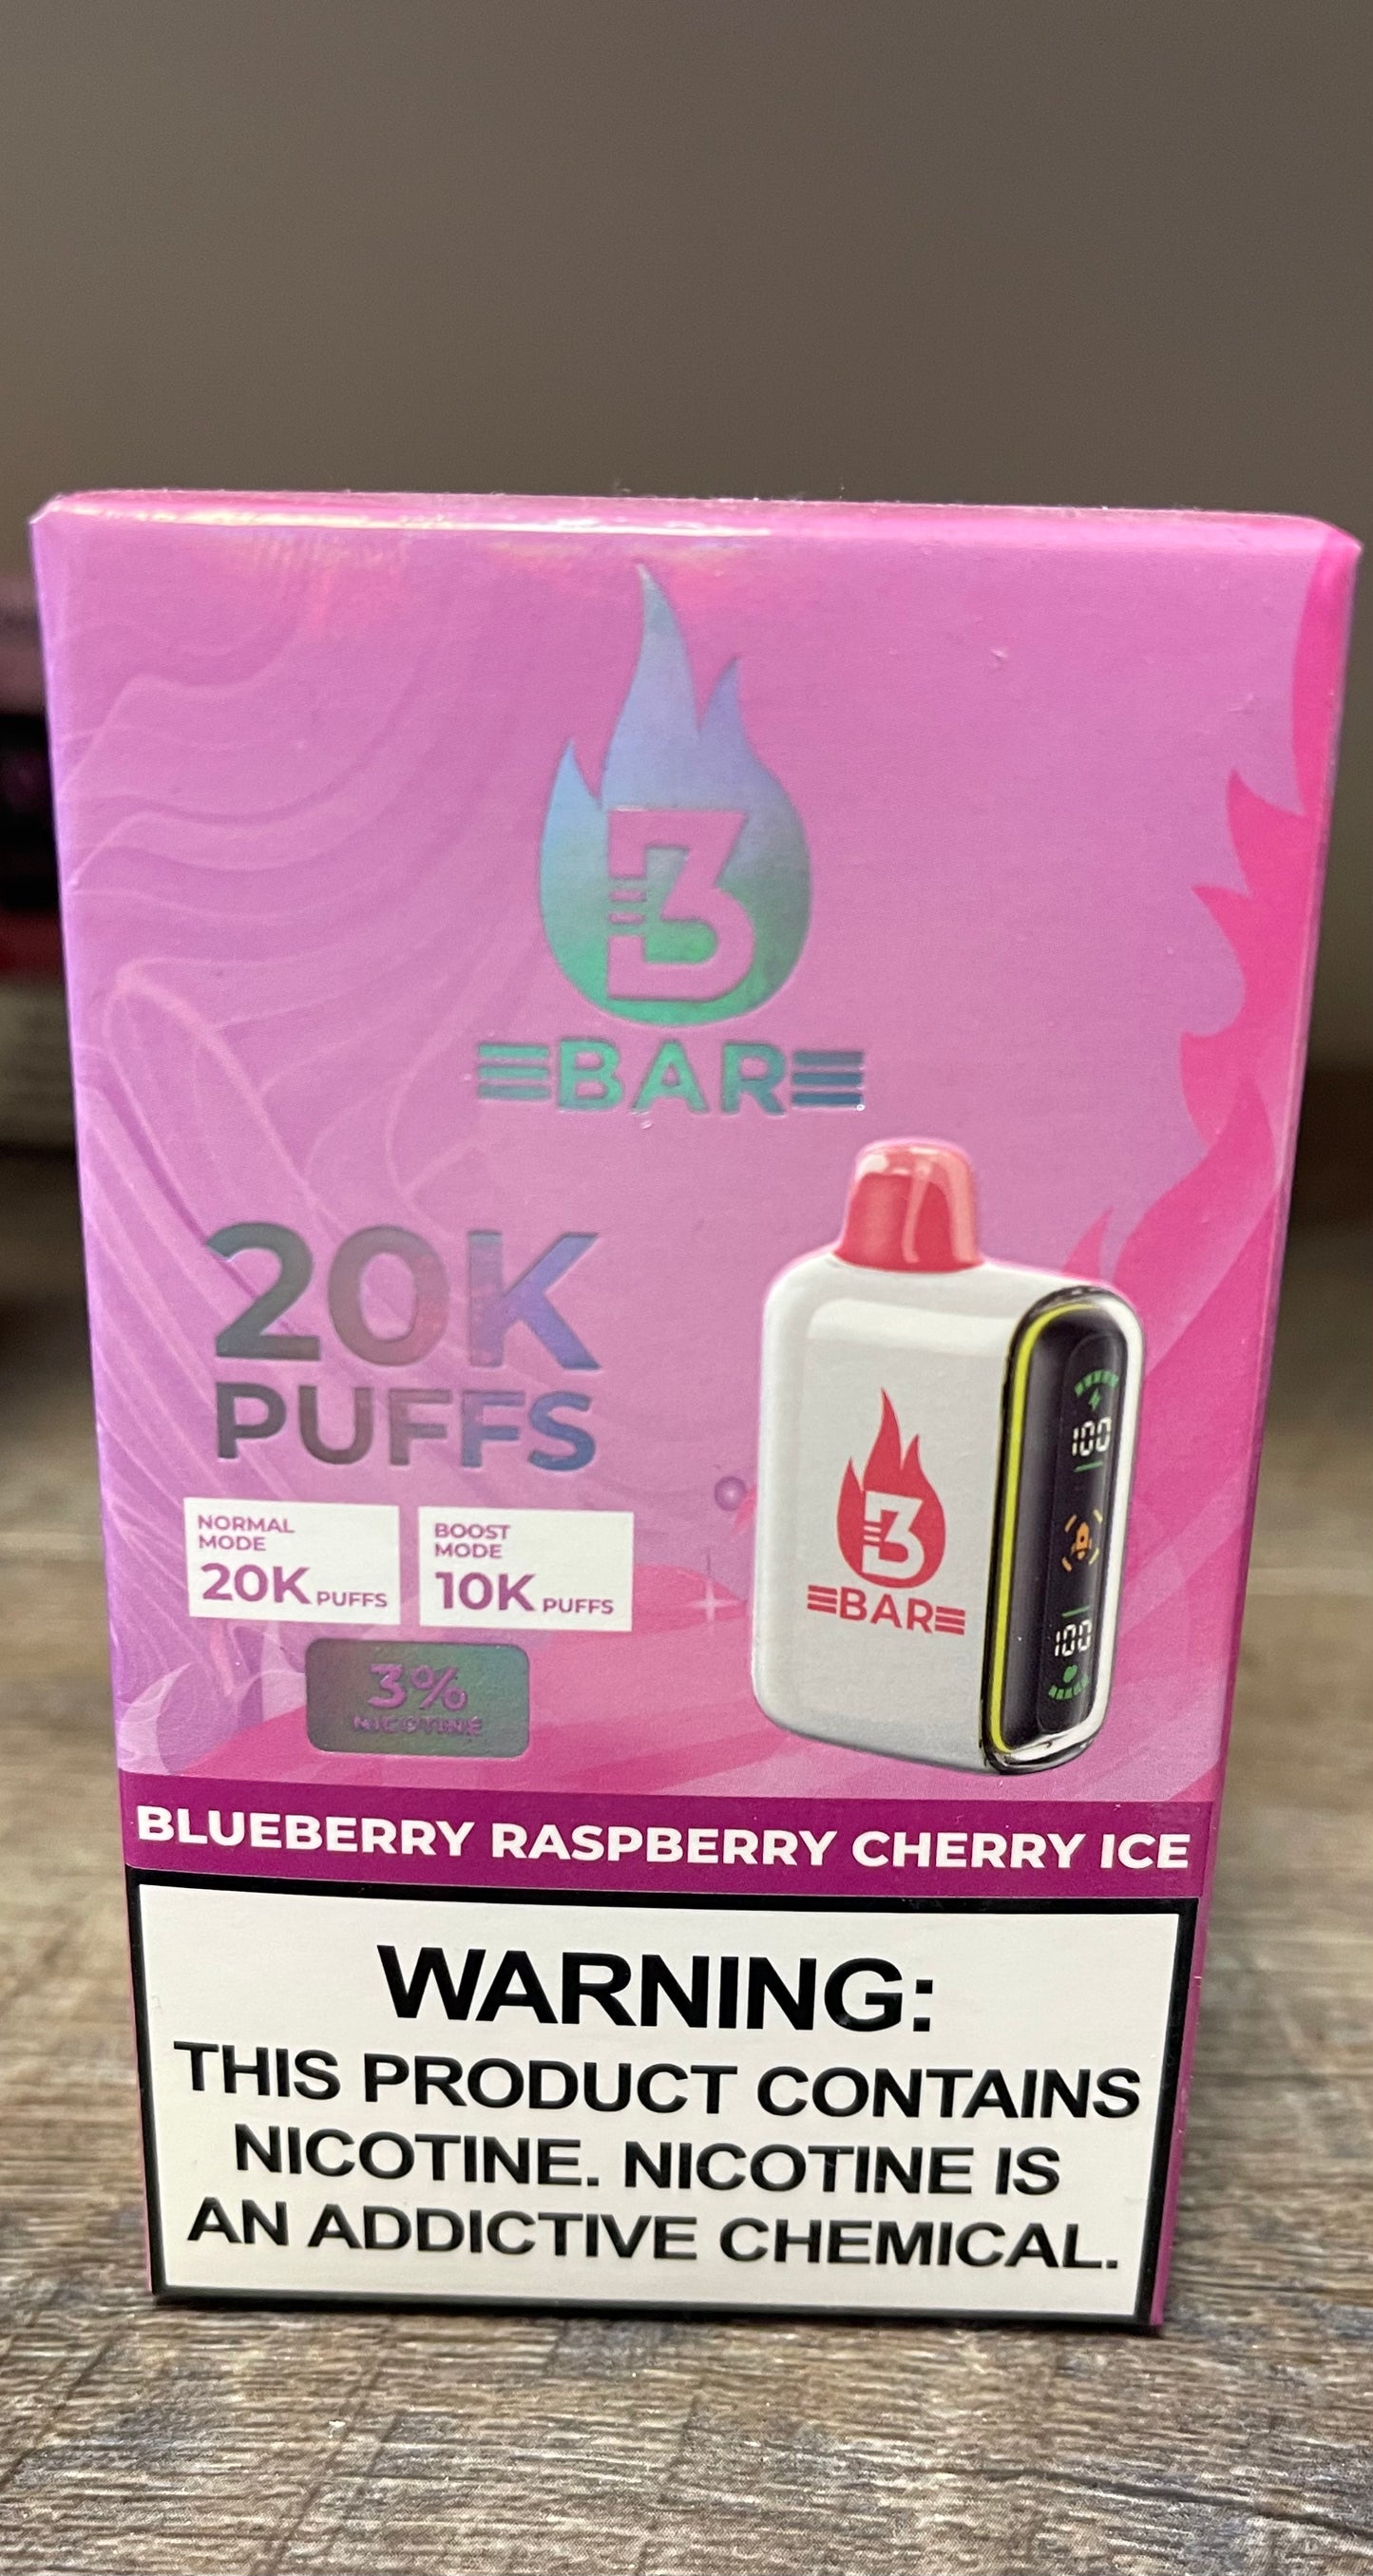 3
BAR
20K
PUFFS
NORMAL
MODE
20K PUFFS
BOOST
MODE
10K PUFFS
3%
NICOTINE
3
BAR
100
100
BLUEBERRY RASPBERRY CHERRY ICE
WARNING:
THIS PRODUCT CONTAINS
NICOTINE. NICOTINE IS
AN ADDICTIVE CHEMICAL.